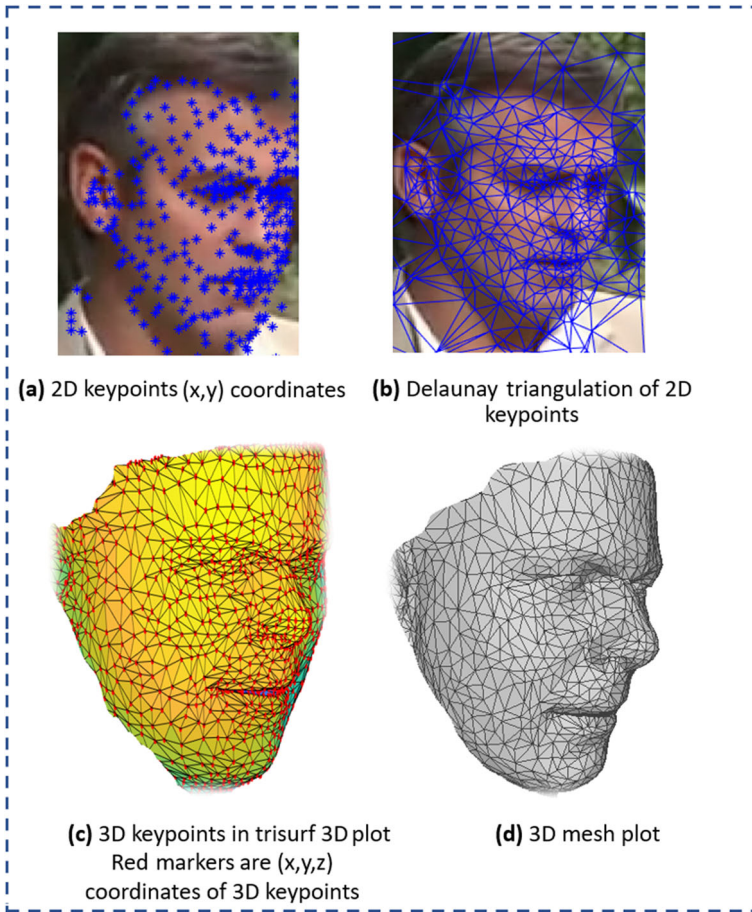 (a) 2D keypoints (x,y) coordinates
(b) Delaunay triangulation of 2D
keypoints
(c) 3D keypoints in trisurf 3D plot
Red markers are (x,y,z)
coordinates of 3D keypoints
(d) 3D mesh plot